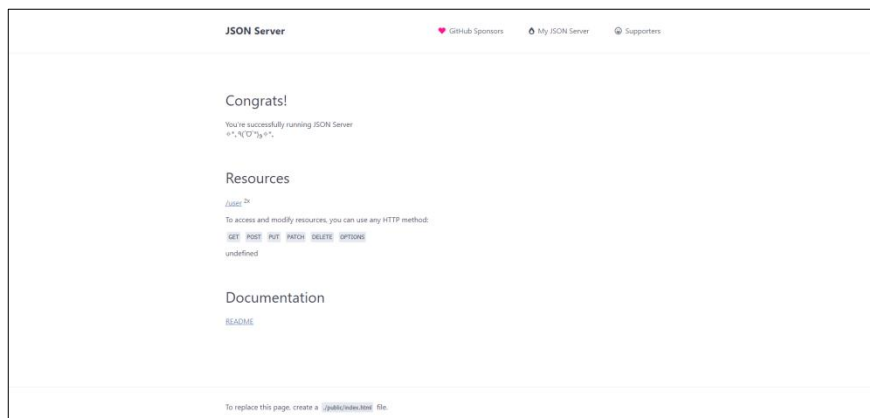 JSON Server
GitHub Sponsors
My JSON Server
Supporters
Congrats!
You're successfully running JSON Server
Resources
/user 2x
To access and modify resources, you can use any HTTP method:
GET POST PUT PATCH DELETE OPTIONS
undefined
Documentation
README
To replace this page, create a ./public/index.html file.